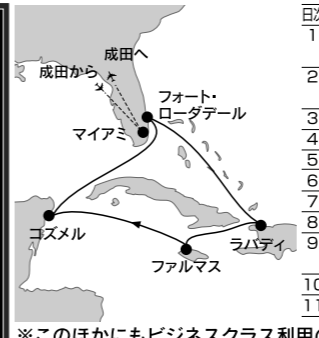 成田へ
成田から
フォート・
ローダデール
マイアミ
コズメル
ラバディ
ファルマス
日次
1
2
3
4
5
6
7
8
9
10
11
※このほかにもビジネスクラス利用